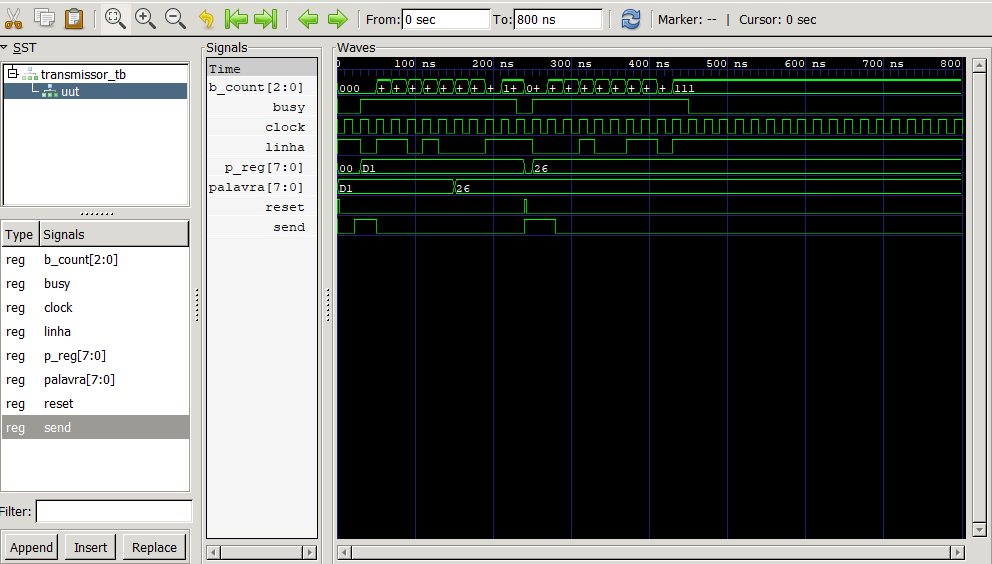 From: 0 sec To: 800 ns Marker: -- | Cursor: 0 sec
SST
transmissor_tb
uut
Type Signals
reg b_count[2:0]
reg busy
reg clock
reg linha
reg p_reg[7:0]
reg palavra[7:0]
reg reset
reg send
Filter:
Append Insert Replace
Signals
Time
b_count[2:0]
busy
clock
linha
p_reg[7:0]
palavra[7:0]
reset
send
Waves
0 100 ns 200 ns 300 ns 400 ns 500 ns 600 ns 700 ns 800
000 + + + + + + + + 1+ 0+ + + + + + + + + 111
00 D1 26
D1 26